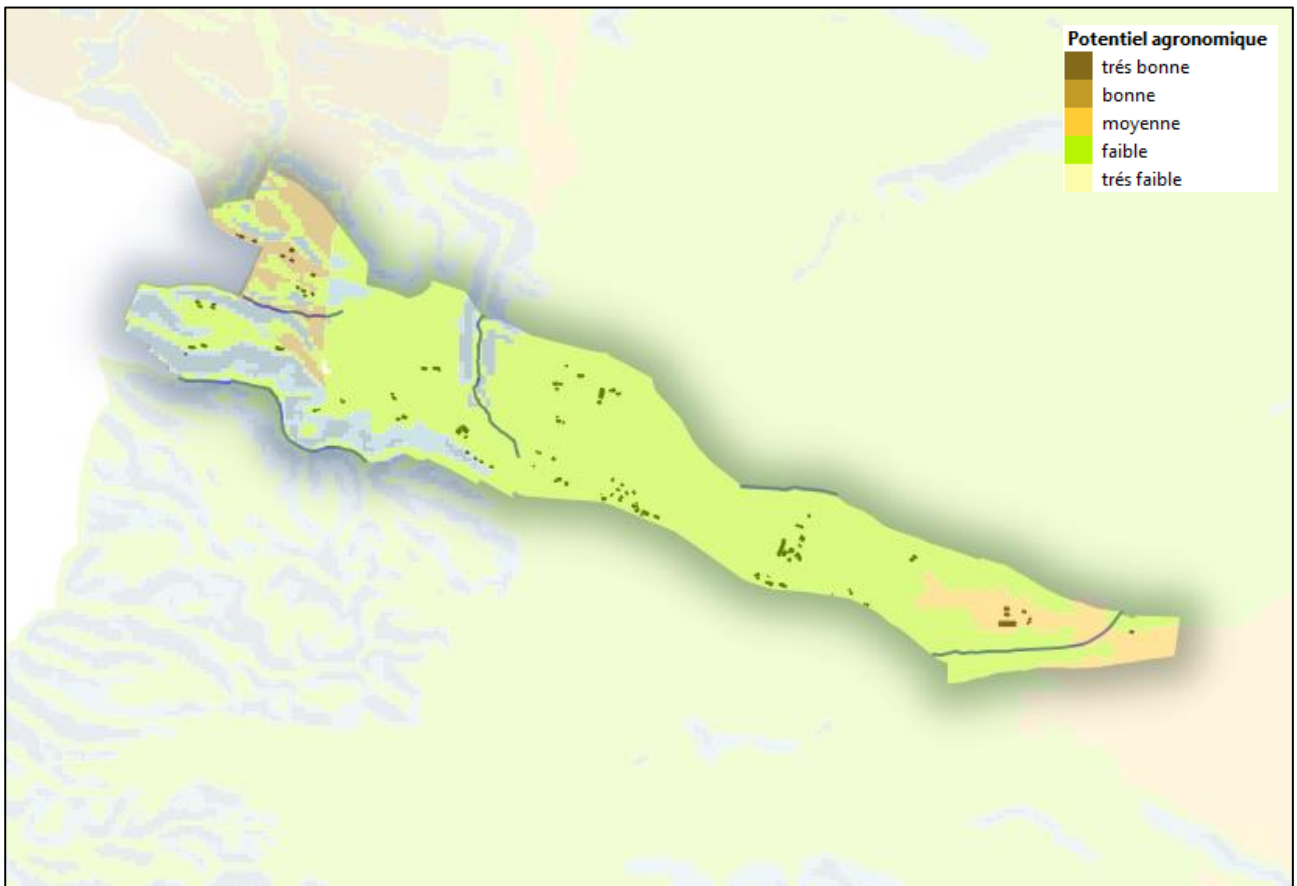 Potentiel agronomique
trés bonne
bonne
moyenne
faible
trés faible